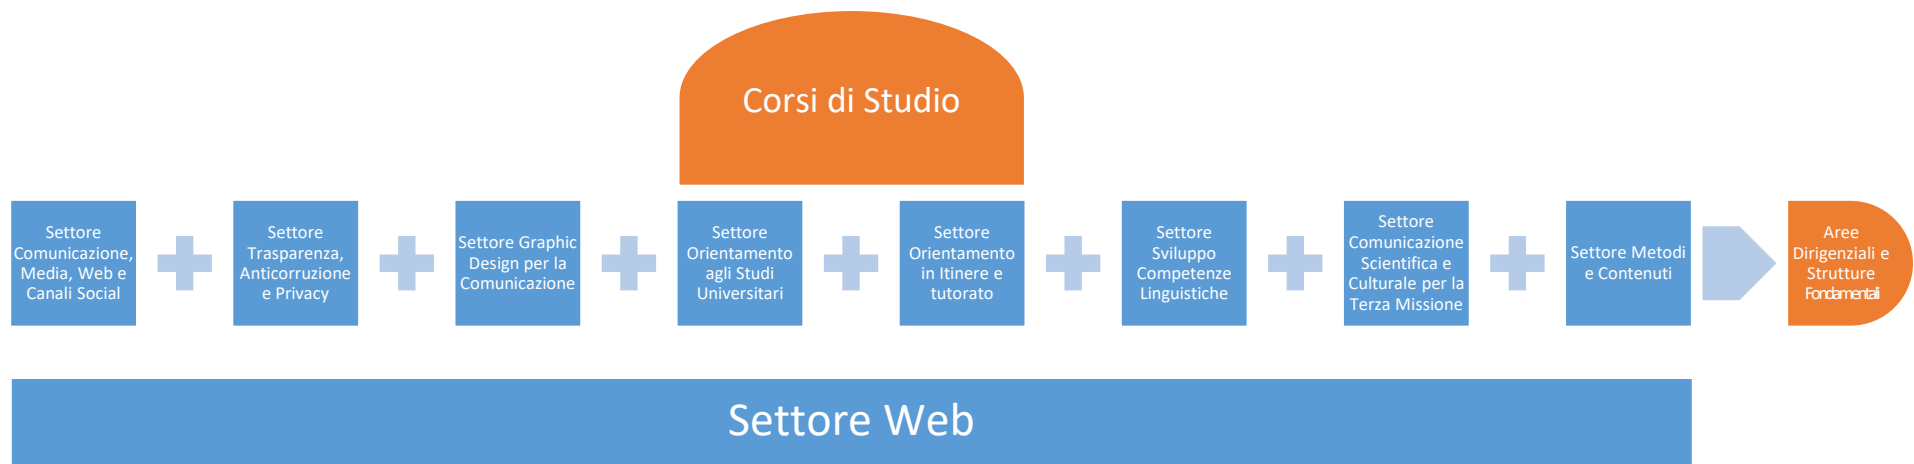 Corsi di Studio
Settore
Comunicazione,
Media, Web e
Canali Social
Settore
Trasparenza,
Anticorruzione
e Privacy
Settore Graphic
Design per la
Comunicazione
Settore
Orientamento
agli Studi
Universitari
Settore
Orientamento
in Itinere e
tutorato
Settore
Sviluppo
Competenze
Linguistiche
Settore
Comunicazione
Scientifica e
Culturale per la
Terza Missione
Settore Metodi
e Contenuti
Aree
Dirigenziali e
Strutture
Fondamentali
Settore Web